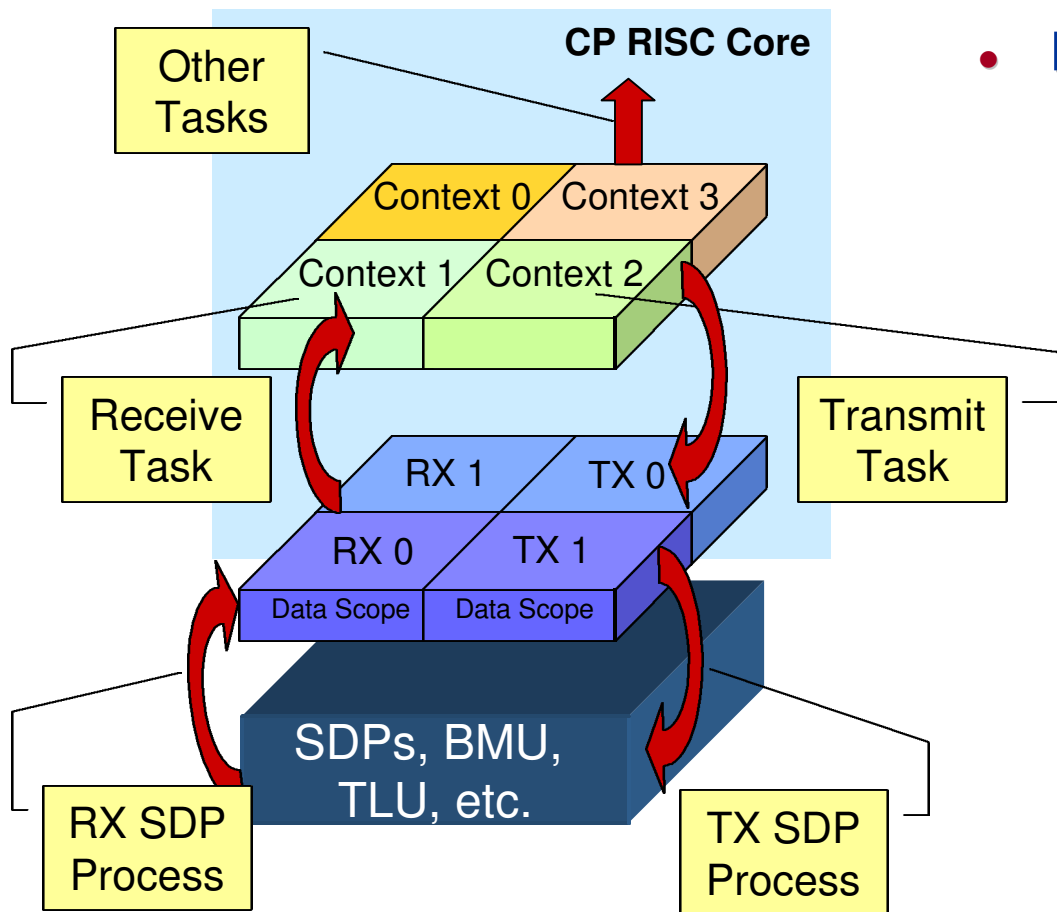 CP RISC Core
Other
Tasks
Context 0
Context 3
Context 1
Context 2
Receive
Task
Transmit
Task
RX 1
TX 0
RX 0
TX 1
Data Scope
Data Scope
SDPs, BMU,
TLU, etc.
RX SDP
Process
TX SDP
Process